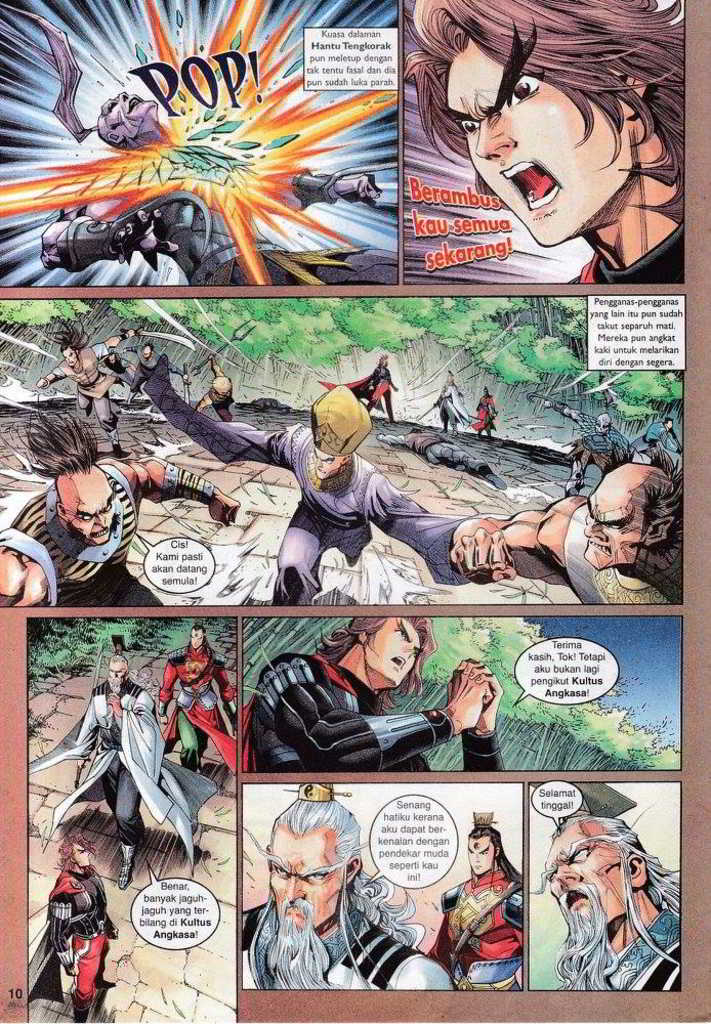 Kuasa dalaman
Hantu Tengkorak
pun meletup dengan
tak tentu fasal dan dia
pun sudah luka parah.
POP!
Berambus
kau semua
sekarang!
Pengganas-pengganas
yang lain itu pun sudah
takut separuh mati.
Mereka pun angkat
kaki untuk melarikan
diri dengan segera.
Cis!
Kami pasti
akan datang
semula!
Benar,
banyak jaguh-
jaguh yang ter-
bilang di Kultus
Angkasa!
Terima
kasih, Tok! Tetapi
aku bukan lagi
pengikut Kultus
Angkasa!
Senang
hatiku kerana
aku dapat ber-
kenalan dengan
pendekar muda
seperti kau
ini!
Selamat
tinggal!
10